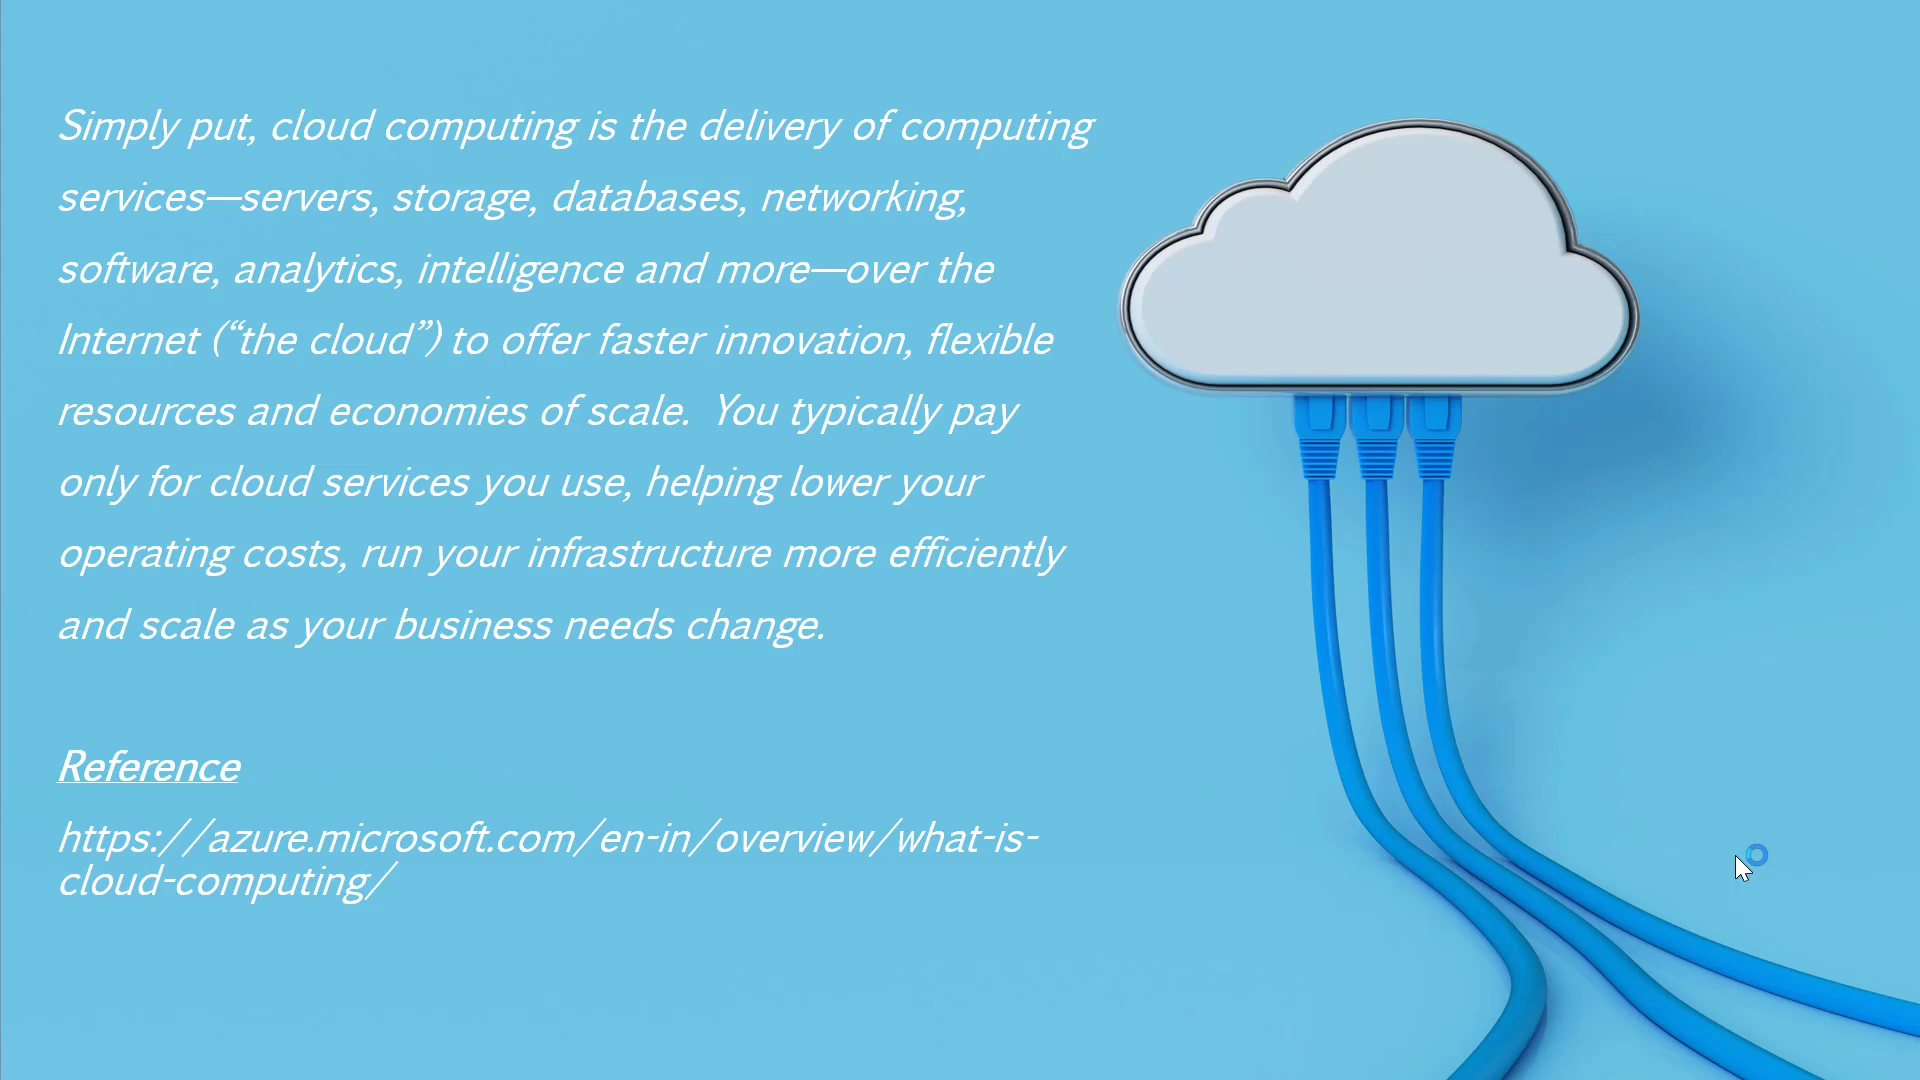 Simply put, cloud computing is the delivery of computing
services—servers, storage, databases, networking,
software, analytics, intelligence and more—over the
Internet (“the cloud”) to offer faster innovation, flexible
resources and economies of scale.  You typically pay
only for cloud services you use, helping lower your
operating costs, run your infrastructure more efficiently
and scale as your business needs change.
Reference
https://azure.microsoft.com/en-in/overview/what-is-
cloud-computing/